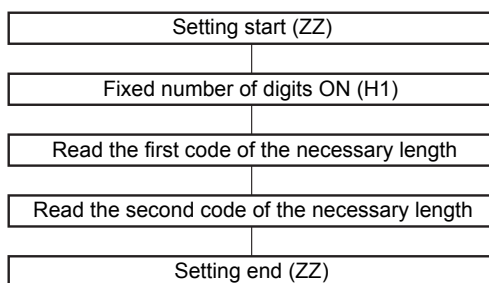 Setting start (ZZ)
Fixed number of digits ON (H1)
Read the first code of the necessary length
Read the second code of the necessary length
Setting end (ZZ)